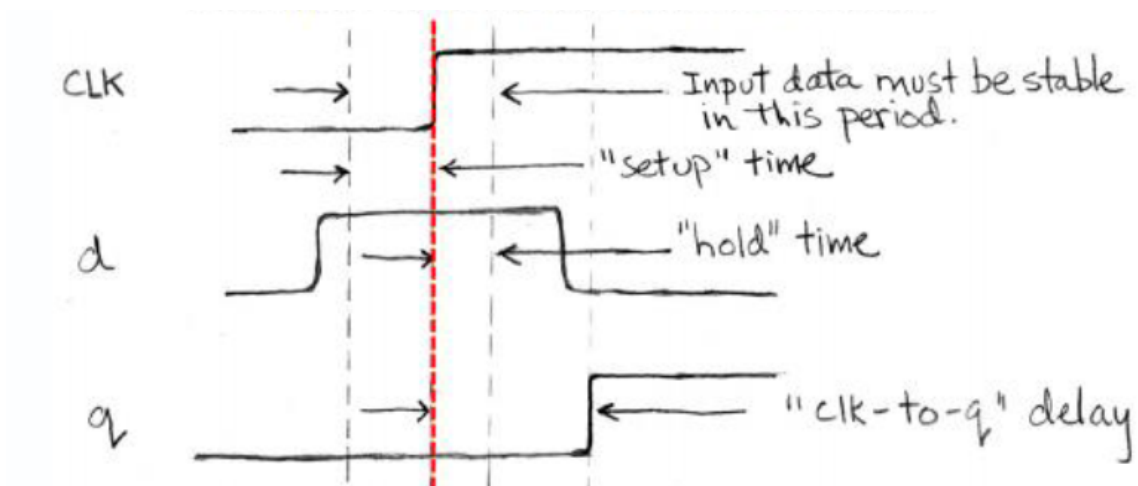 CLK
Input data must be stable
in this period.
"setup" time
d
"hold" time
q
"clk-to-q" delay